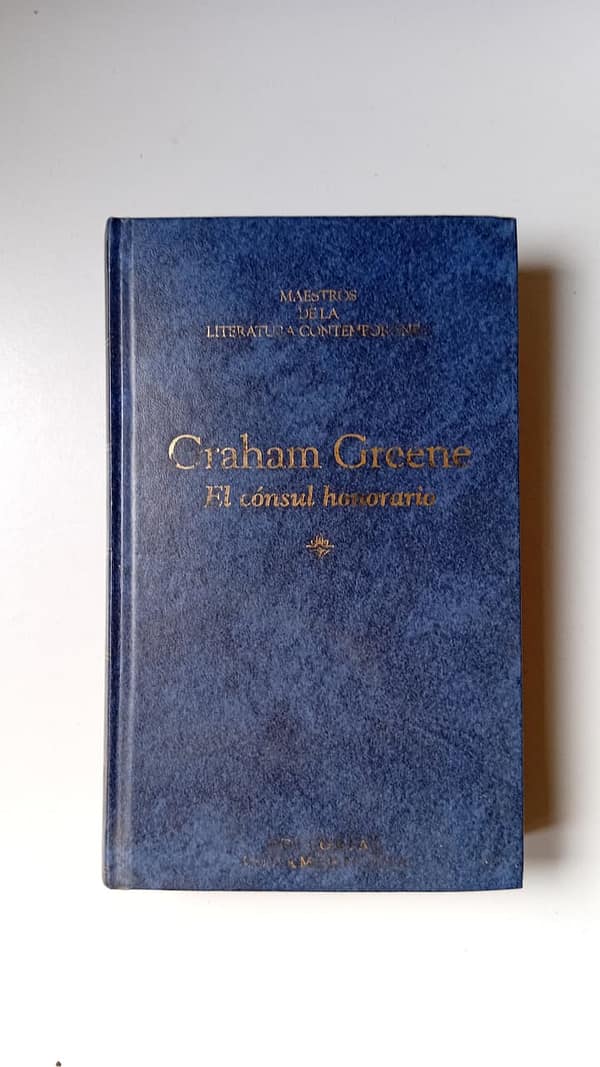 MAESTROS
DE LA
LITERATURA CONTEMPORÁNEA
Graham Greene
El cónsul honorario